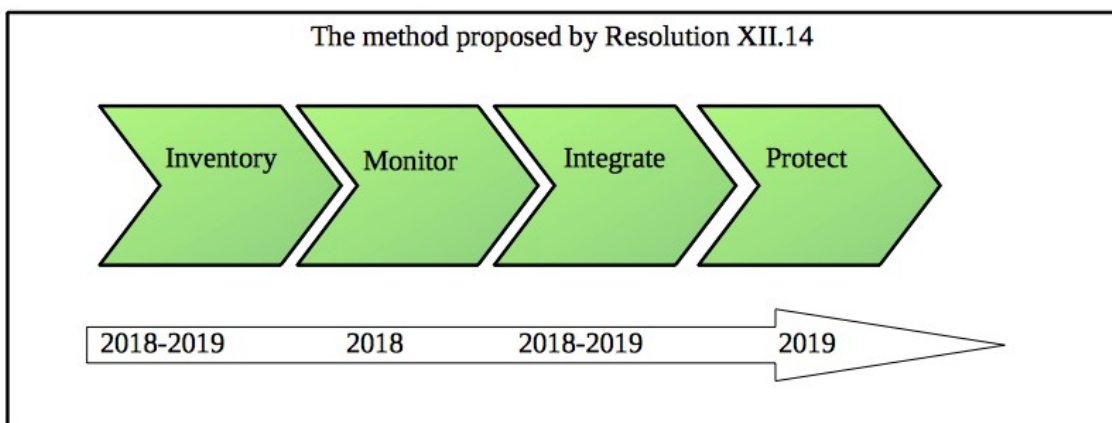 The method proposed by Resolution XII.14
Inventory
Monitor
Integrate
Protect
2018-2019
2018
2018-2019
2019